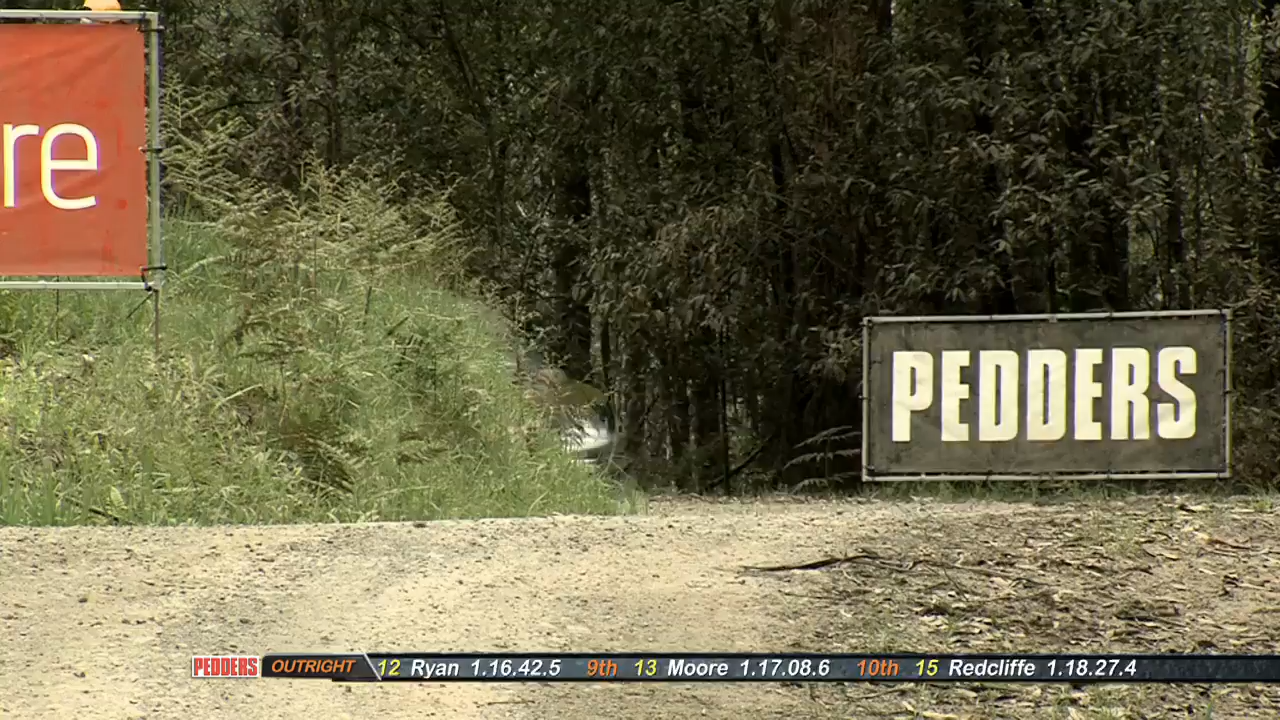 re
PEDDERS
PEDDERS OUTRIGHT 12 Ryan 1.16.42.5 9th 13 Moore 1.17.08.6 10th 15 Redcliffe 1.18.27.4